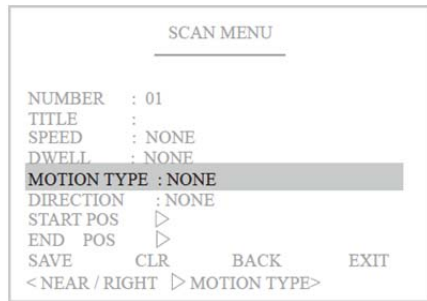 SCAN MENU
NUMBER : 01
TITLE :
SPEED : NONE
DWELL : NONE
MOTION TYPE : NONE
DIRECTION : NONE
START POS ▷
END POS ▷
SAVE CLR BACK EXIT
< NEAR / RIGHT ▷ MOTION TYPE>